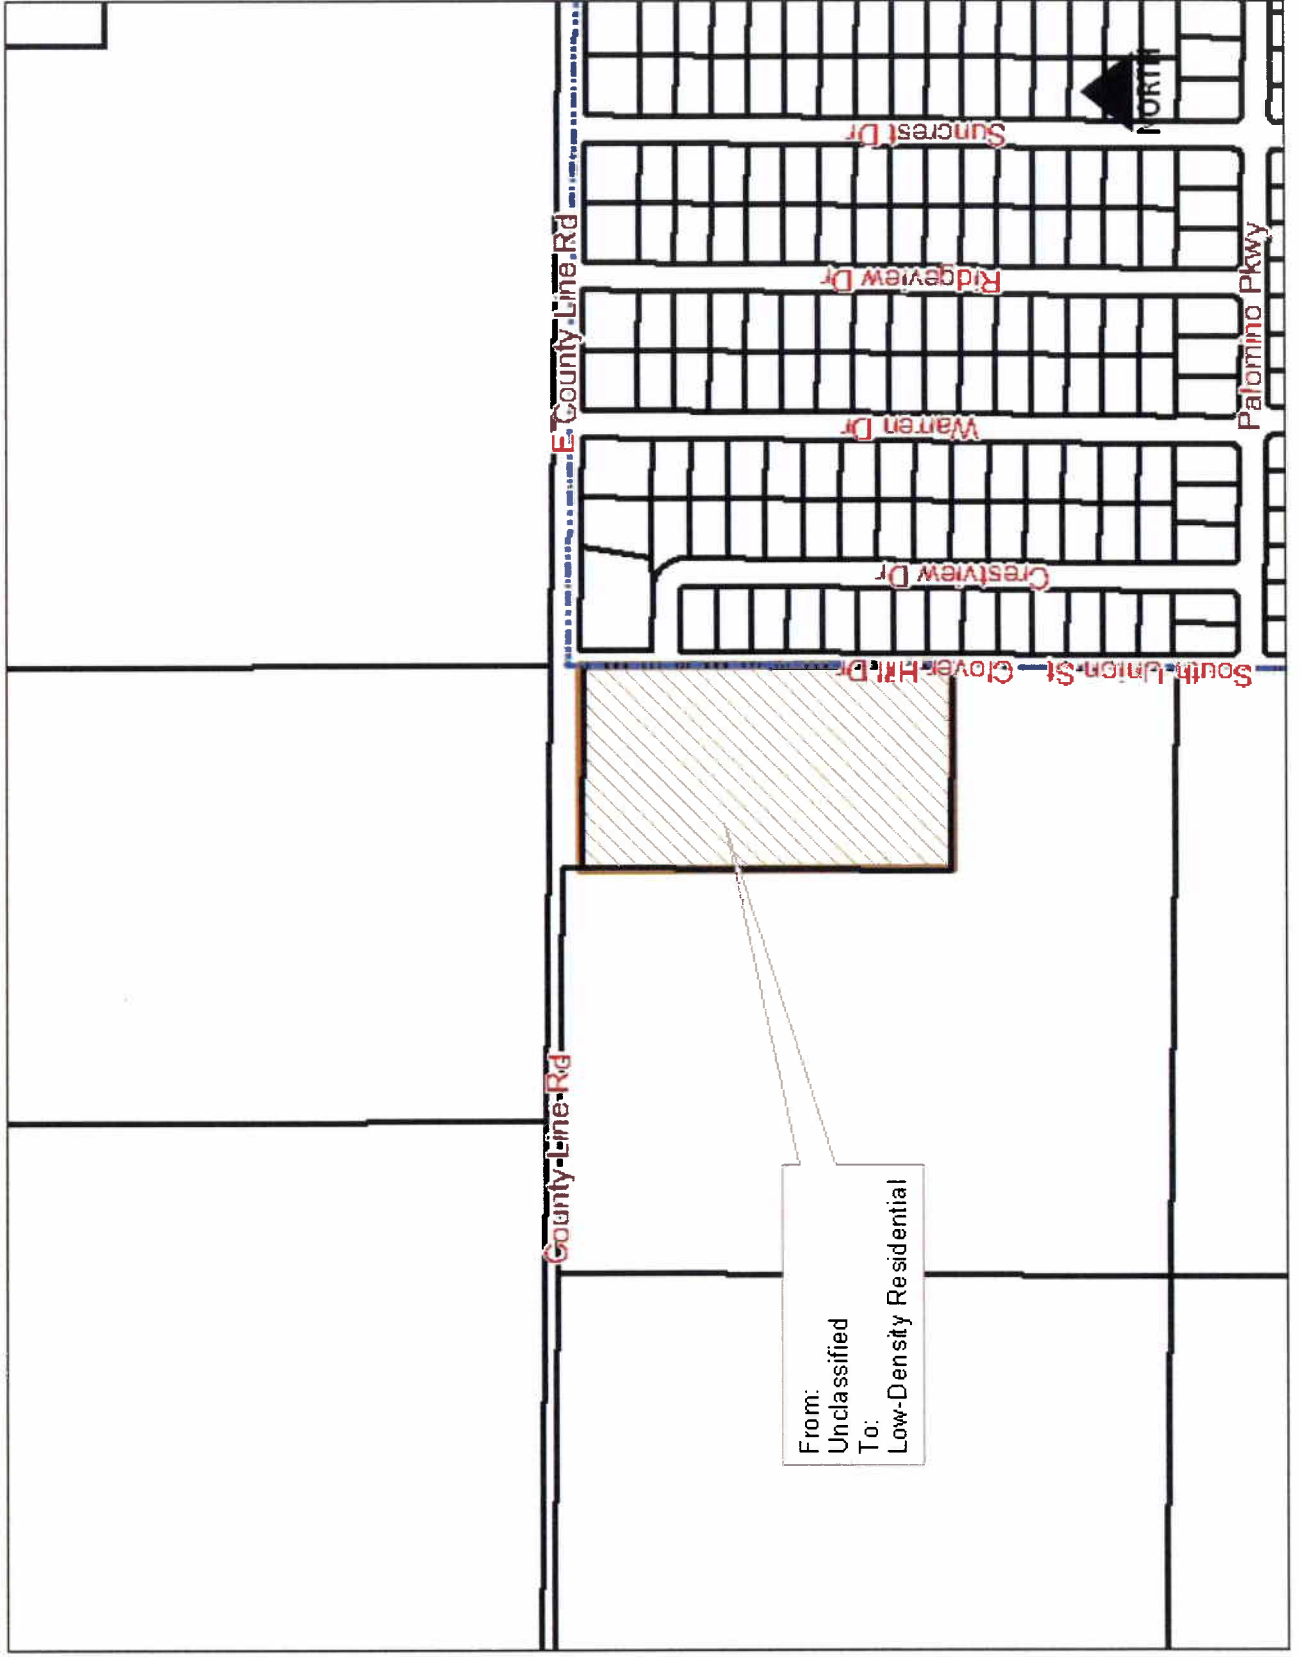 NORTH
Suncrest Dr
E County Line Rd
Ridgeview Dr
Palomino Pkwy
Warren Dr
Crestview Dr
South Union St
Clover Hill Dr
County Line Rd
From:
Unclassified
To:
Low-Density Residential